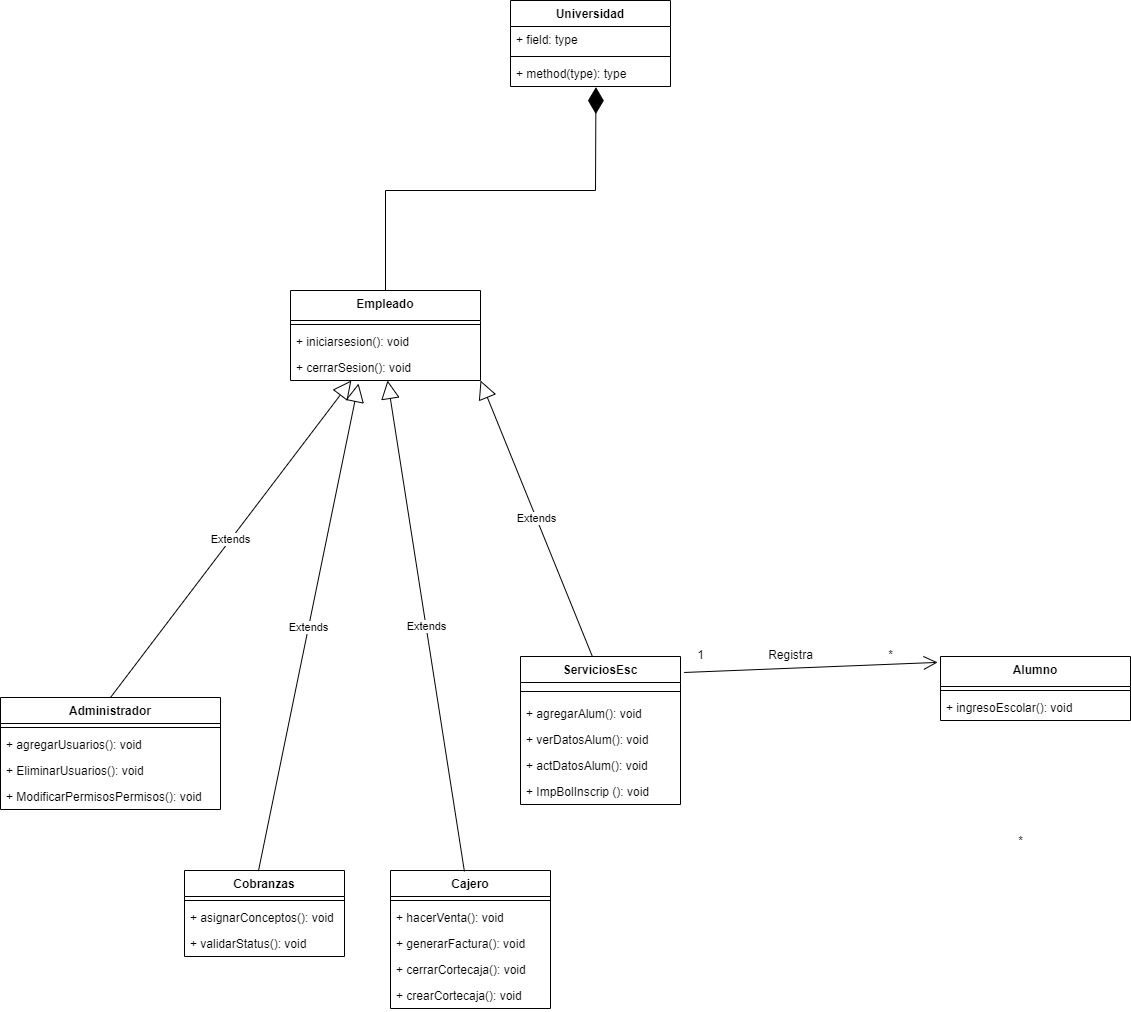 Universidad
+ field: type
+ method(type): type
Empleado
+ iniciarsesion(): void
+ cerrarSesion(): void
Extends
Extends
Extends
Extends
ServiciosEsc
+ agregarAlum(): void
+ verDatosAlum(): void
+ actDatosAlum(): void
+ ImpBolInscrip (): void
1
Registra
*
Alumno
+ ingresoEscolar(): void
Administrador
+ agregarUsuarios(): void
+ EliminarUsuarios(): void
+ ModificarPermisosPermisos(): void
*
Cobranzas
+ asignarConceptos(): void
+ validarStatus(): void
Cajero
+ hacerVenta(): void
+ generarFactura(): void
+ cerrarCortecaja(): void
+ crearCortecaja(): void